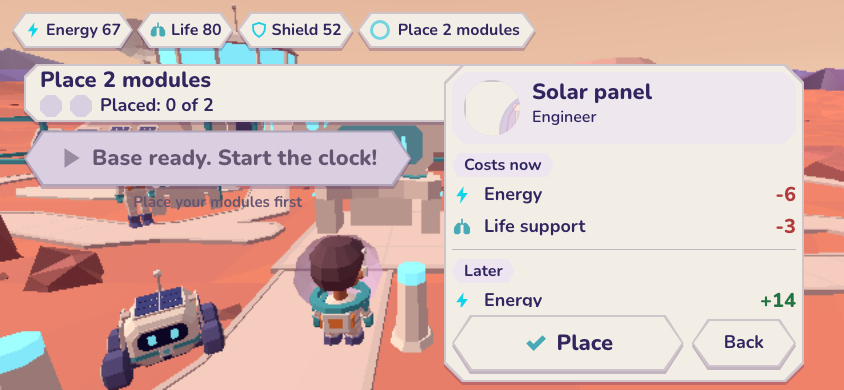 Energy 67
Life 80
Shield 52
Place 2 modules
Place 2 modules
Placed: 0 of 2
Base ready. Start the clock!
Place your modules first
Solar panel
Engineer
Costs now
Energy -6
Life support -3
Later
Energy +14
Place
Back